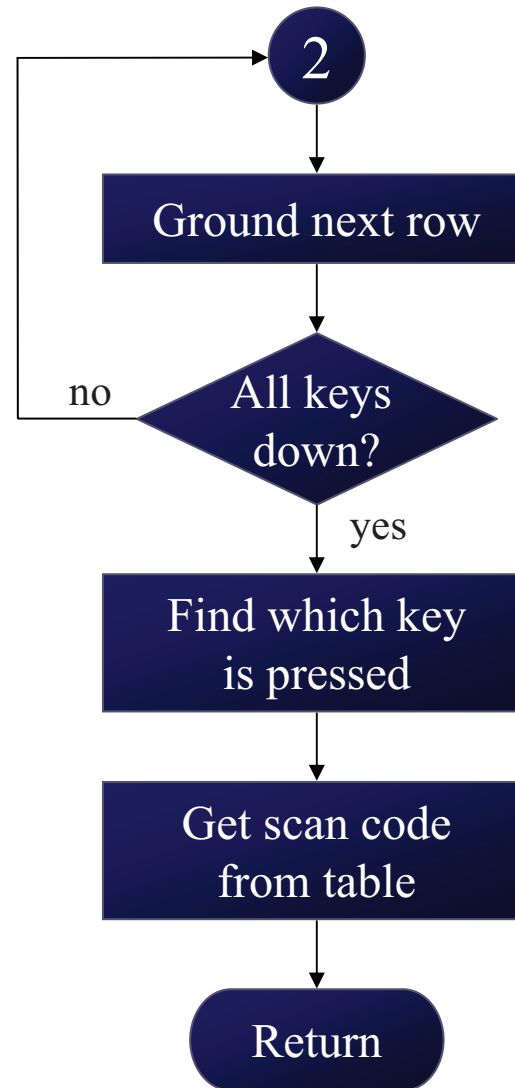 2
Ground next row
All keys
down?
no
yes
Find which key
is pressed
Get scan code
from table
Return